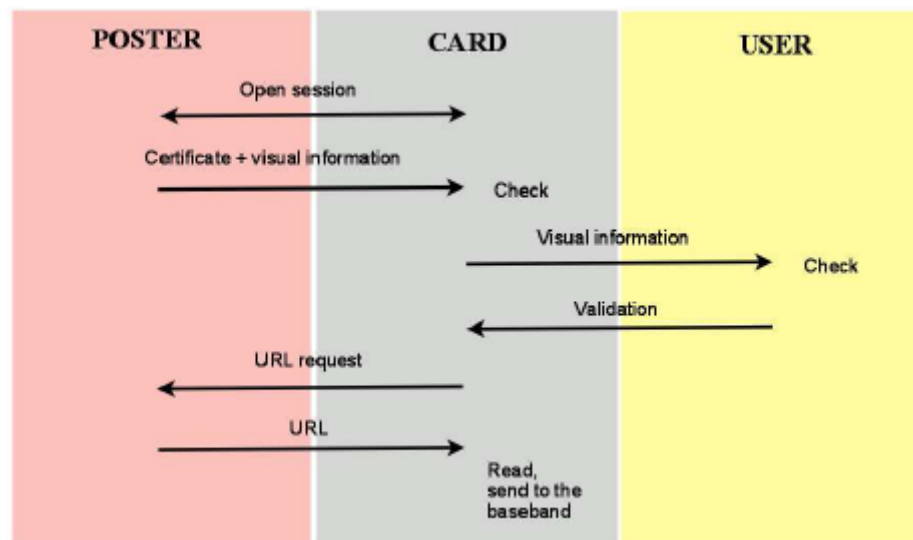 POSTER
CARD
USER
Open session
Certificate + visual information
Check
Visual information
Check
Validation
URL request
URL
Read,
send to the
baseband